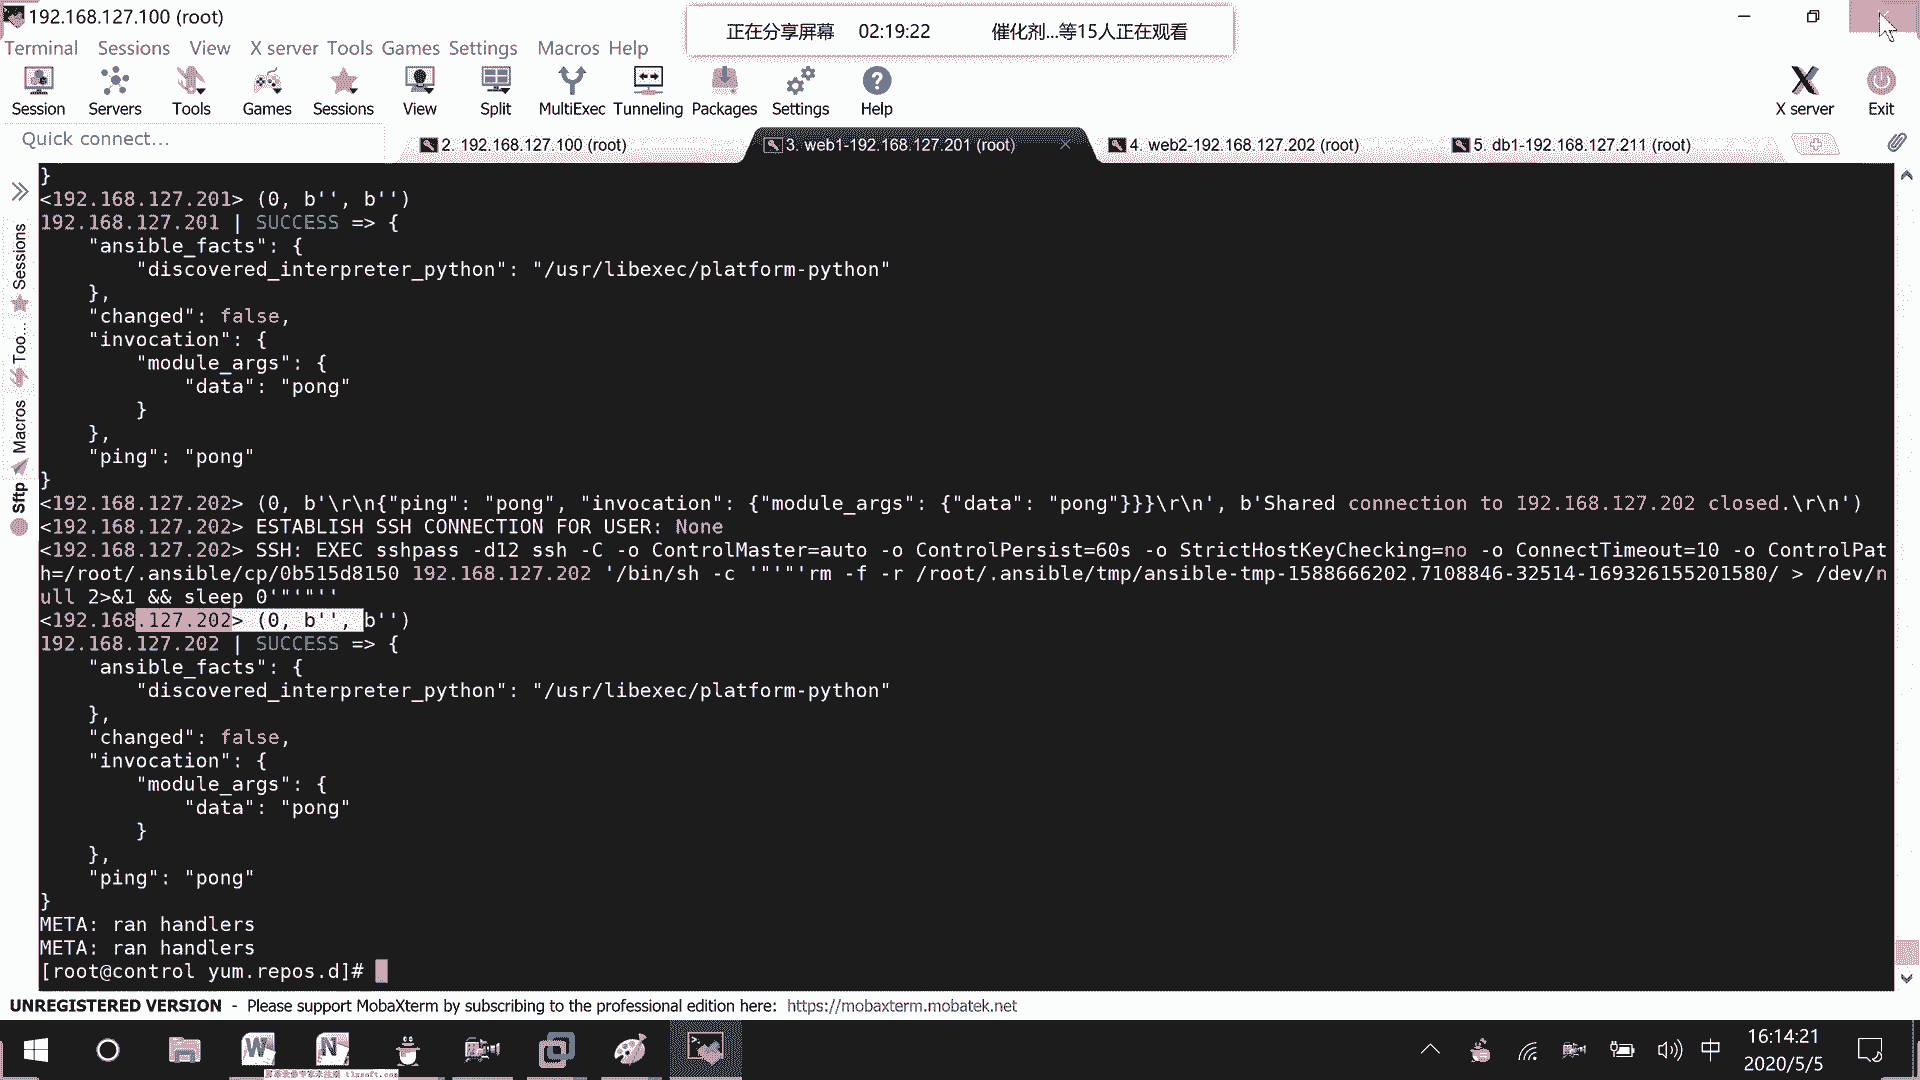 192.168.127.100 (root)
正在分享屏幕 02:19:22 催化剂...等15人正在观看
Terminal Sessions View X server Tools Games Settings Macros Help
Session Servers Tools Games Sessions View Split MultiExec Tunneling Packages Settings Help X server Exit
Quick connect...
2. 192.168.127.100 (root)
3. web1-192.168.127.201 (root)
4. web2-192.168.127.202 (root)
5. db1-192.168.127.211 (root)
Sessions
Too...
Macros
Sftp
}
<192.168.127.201> (0, b'', b'')
192.168.127.201 | SUCCESS => {
    "ansible_facts": {
        "discovered_interpreter_python": "/usr/libexec/platform-python"
    },
    "changed": false,
    "invocation": {
        "module_args": {
            "data": "pong"
        }
    },
    "ping": "pong"
}
<192.168.127.202> (0, b'\r\n{"ping": "pong", "invocation": {"module_args": {"data": "pong"}}}\r\n', b'Shared connection to 192.168.127.202 closed.\r\n')
<192.168.127.202> ESTABLISH SSH CONNECTION FOR USER: None
<192.168.127.202> SSH: EXEC sshpass -d12 ssh -C -o ControlMaster=auto -o ControlPersist=60s -o StrictHostKeyChecking=no -o ConnectTimeout=10 -o ControlPat
h=/root/.ansible/cp/0b515d8150 192.168.127.202 '/bin/sh -c '"'"'rm -f -r /root/.ansible/tmp/ansible-tmp-1588666202.7108846-32514-169326155201580/ > /dev/n
ull 2>&1 && sleep 0'"'"''
<192.168.127.202> (0, b'', b'')
192.168.127.202 | SUCCESS => {
    "ansible_facts": {
        "discovered_interpreter_python": "/usr/libexec/platform-python"
    },
    "changed": false,
    "invocation": {
        "module_args": {
            "data": "pong"
        }
    },
    "ping": "pong"
}
META: ran handlers
META: ran handlers
[root@control yum.repos.d]#
UNREGISTERED VERSION - Please support MobaXterm by subscribing to the professional edition here: https://mobaxterm.mobatek.net
中
16:14:21
2020/5/5